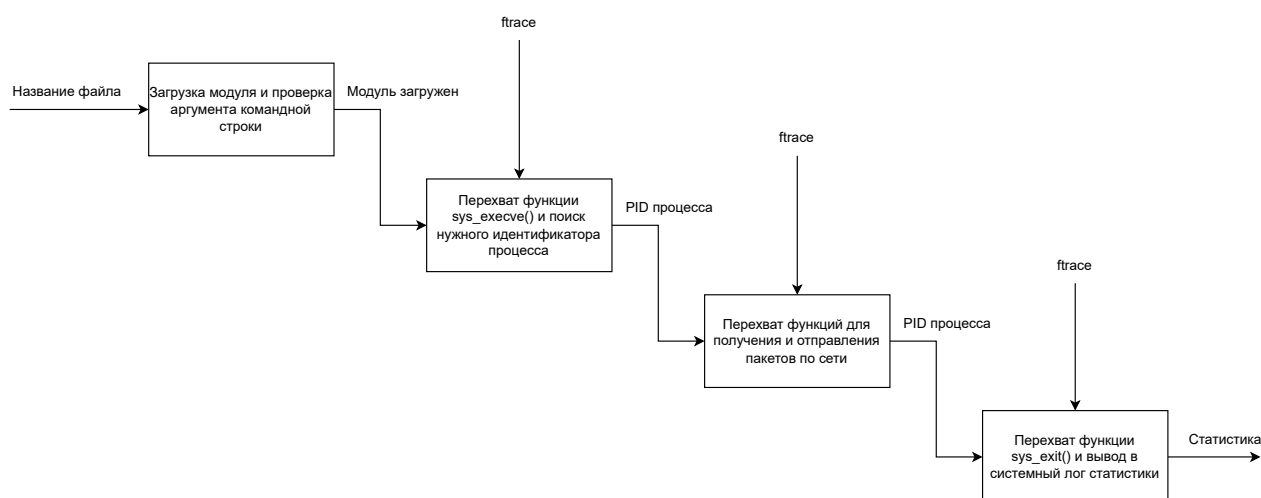 ftrace
Название файла
Загрузка модуля и проверка
аргумента командной
строки
Модуль загружен
ftrace
Перехват функции
sys_execve() и поиск
нужного идентификатора
процесса
PID процесса
ftrace
Перехват функций для
получения и отправления
пакетов по сети
PID процесса
Перехват функции
sys_exit() и вывод в
системный лог статистики
Статистика